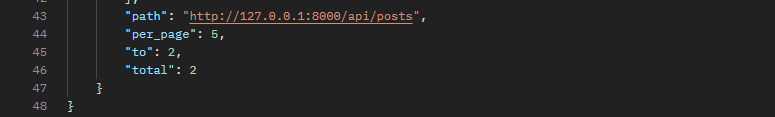 43 "path": "http://127.0.0.1:8000/api/posts",
44 "per_page": 5,
45 "to": 2,
46 "total": 2
47 }
48 }